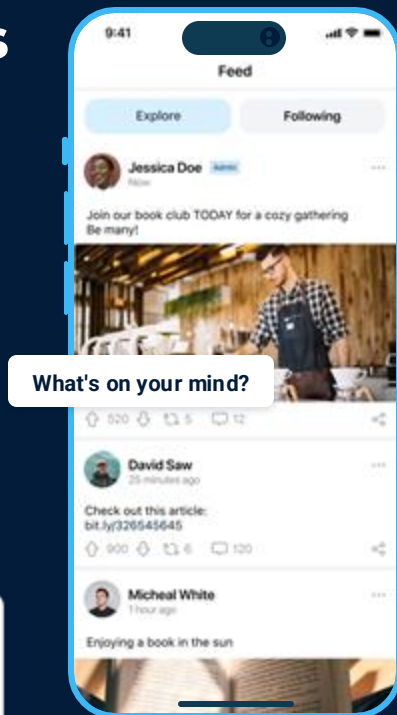 s
9:41
Feed
Explore
Following
Jessica Doe Admin
Now
Join our book club TODAY for a cozy gathering
Be many!
What's on your mind?
520 5 12
David Saw
25 minutes ago
Check out this article:
bit.ly/326545645
900 6 120
Micheal White
1 hour ago
Enjoying a book in the sun